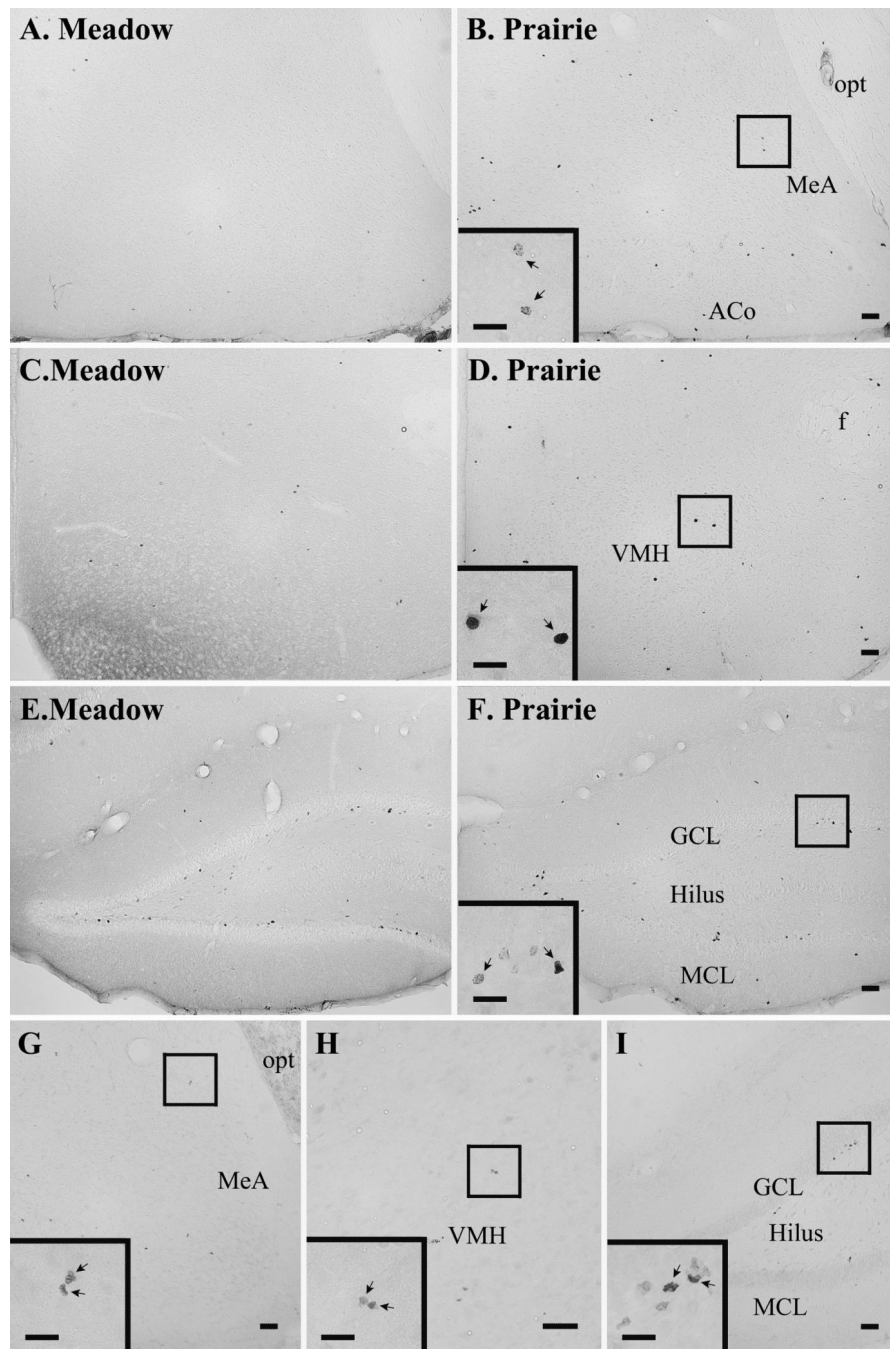 A. Meadow
B. Prairie
opt
MeA
ACo
C.Meadow
D. Prairie
f
VMH
E.Meadow
F. Prairie
GCL
Hilus
MCL
G
opt
MeA
H
VMH
I
GCL
Hilus
MCL